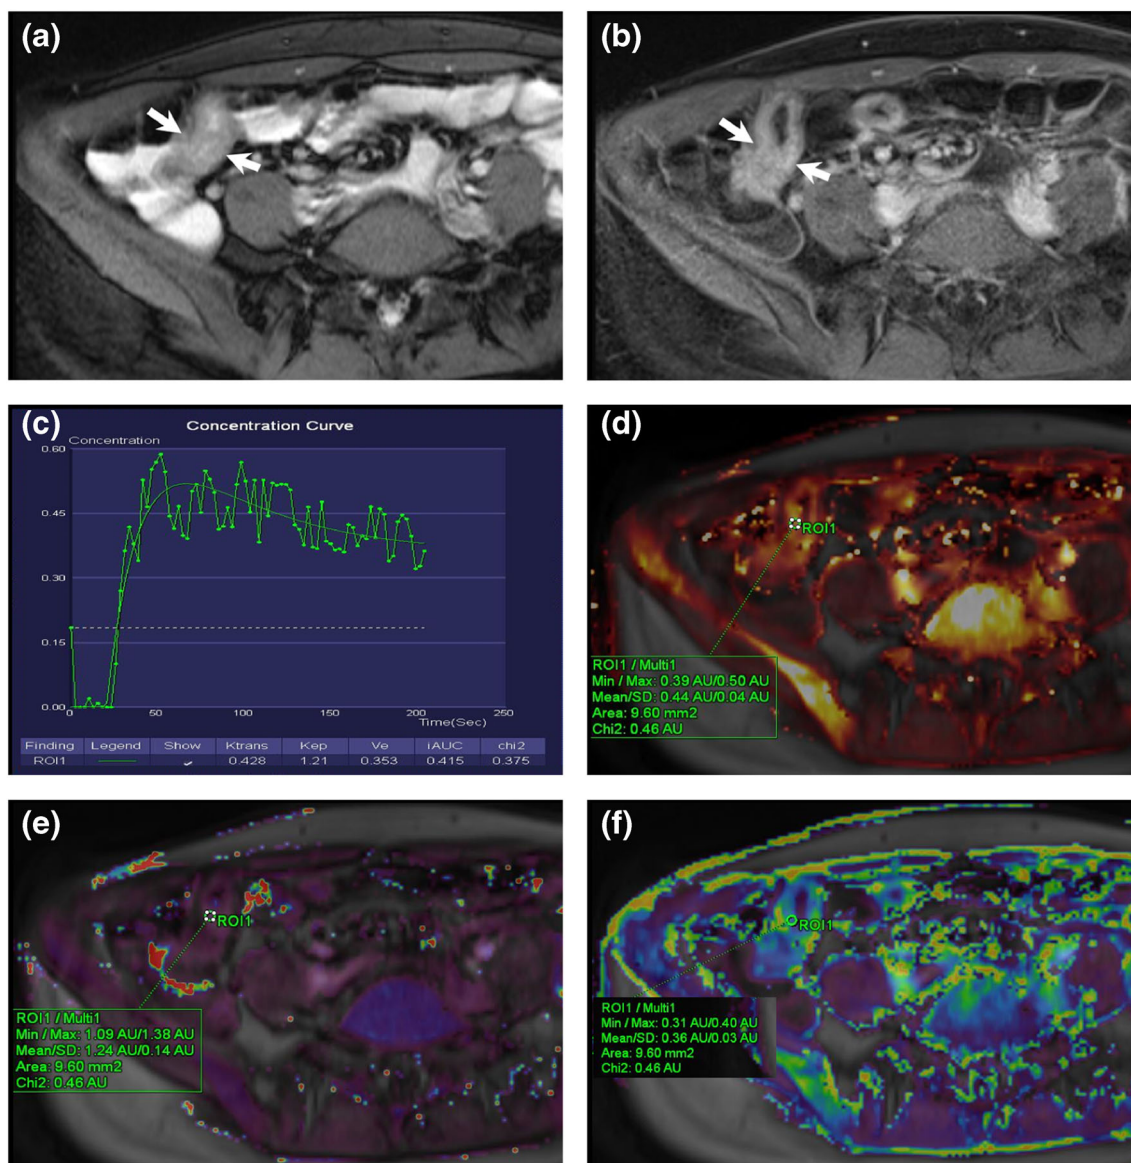 (a)
(b)
(c)
Concentration Curve
Concentration
0.60
0.45
0.30
0.15
0.00
0 50 100 150 200 250
Time(Sec)
Finding Legend Show Ktrans Kep Ve iAUC chi2
ROI1 0.428 1.21 0.353 0.415 0.375
(d)
ROI1
ROI1 / Multi1
Min / Max: 0.39 AU/0.50 AU
Mean/SD: 0.44 AU/0.04 AU
Area: 9.60 mm2
Chi2: 0.46 AU
(e)
ROI1
ROI1 / Multi1
Min / Max: 1.09 AU/1.38 AU
Mean/SD: 1.24 AU/0.14 AU
Area: 9.60 mm2
Chi2: 0.46 AU
(f)
ROI1
ROI1 / Multi1
Min / Max: 0.31 AU/0.40 AU
Mean/SD: 0.36 AU/0.03 AU
Area: 9.60 mm2
Chi2: 0.46 AU